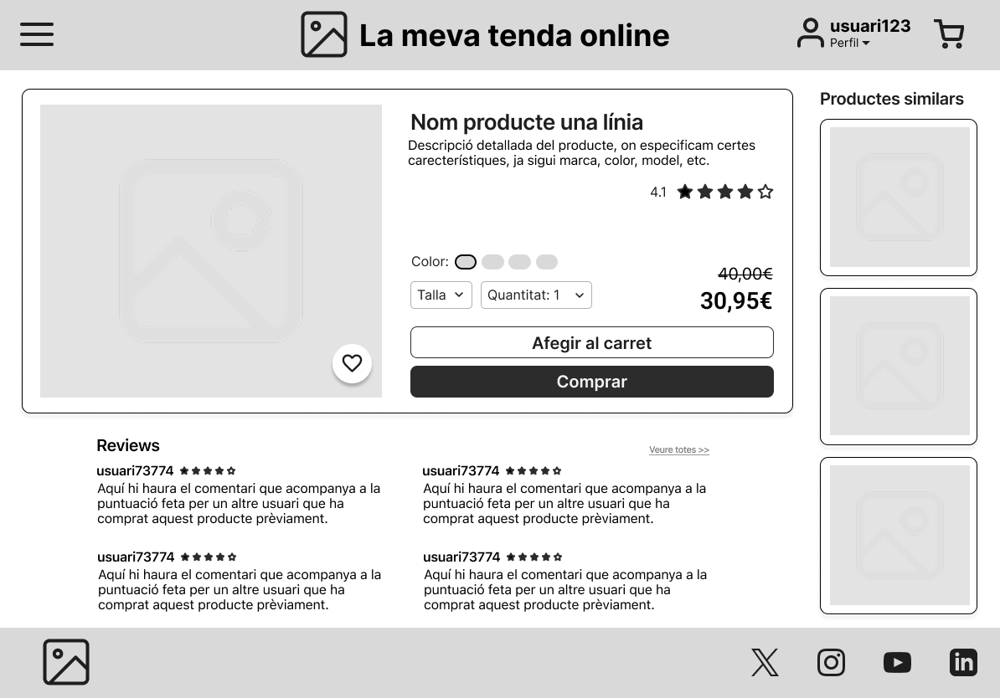 La meva tenda online
usuari123
Perfil
Nom producte una línia
Descripció detallada del producte, on especificam certes
carecterístiques, ja sigui marca, color, model, etc.
4.1
Color:
Talla
Quantitat: 1
40,00€
30,95€
Afegir al carret
Comprar
Productes similars
Reviews
Veure totes >>
usuari73774
Aquí hi haura el comentari que acompanya a la
puntuació feta per un altre usuari que ha
comprat aquest producte prèviament.
usuari73774
Aquí hi haura el comentari que acompanya a la
puntuació feta per un altre usuari que ha
comprat aquest producte prèviament.
usuari73774
Aquí hi haura el comentari que acompanya a la
puntuació feta per un altre usuari que ha
comprat aquest producte prèviament.
usuari73774
Aquí hi haura el comentari que acompanya a la
puntuació feta per un altre usuari que ha
comprat aquest producte prèviament.
in